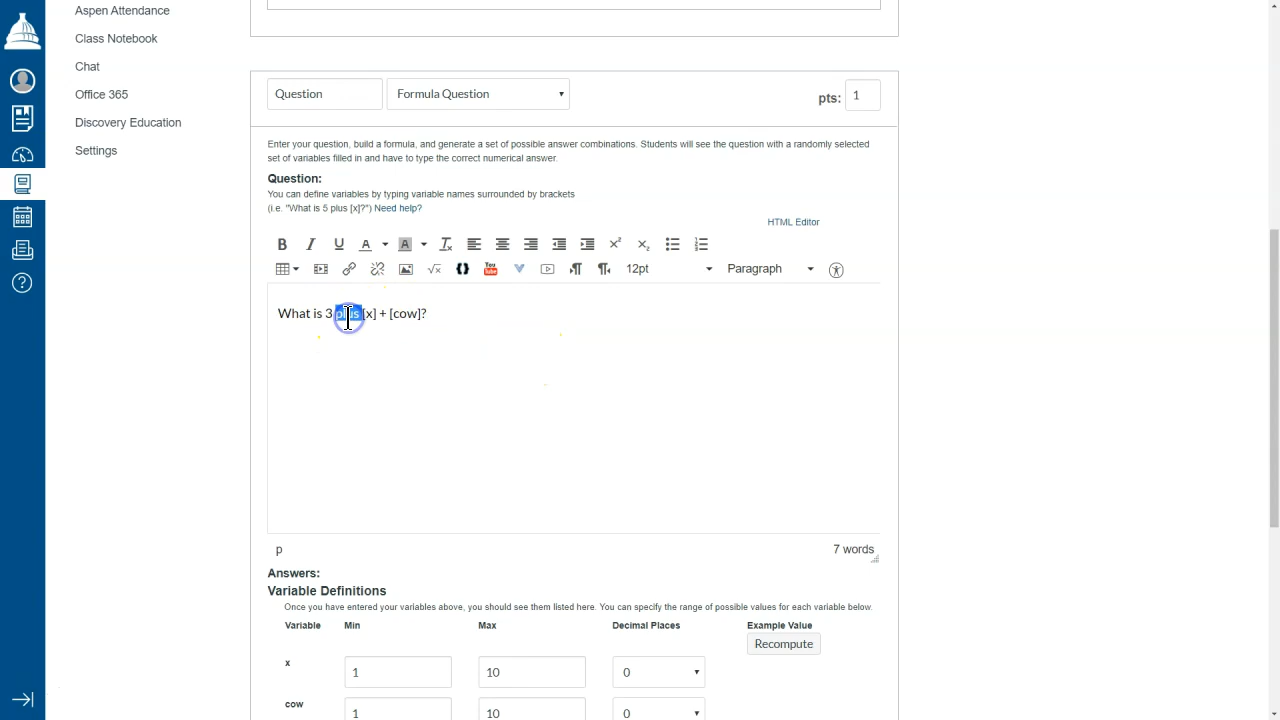 Aspen Attendance
Class Notebook
Chat
Office 365
Discovery Education
Settings
Question
Formula Question
pts: 1
Enter your question, build a formula, and generate a set of possible answer combinations. Students will see the question with a randomly selected
set of variables filled in and have to type the correct numerical answer.
Question:
You can define variables by typing variable names surrounded by brackets
(i.e. "What is 5 plus [x]?") Need help?
HTML Editor
12pt
Paragraph
What is 3 plus [x] + [cow]?
p
7 words
Answers:
Variable Definitions
Once you have entered your variables above, you should see them listed here. You can specify the range of possible values for each variable below.
Variable Min Max Decimal Places Example Value
Recompute
x 1 10 0
cow 1 10 0